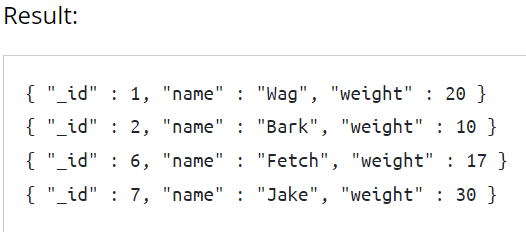 Result:
{ "_id" : 1, "name" : "Wag", "weight" : 20 }
{ "_id" : 2, "name" : "Bark", "weight" : 10 }
{ "_id" : 6, "name" : "Fetch", "weight" : 17 }
{ "_id" : 7, "name" : "Jake", "weight" : 30 }